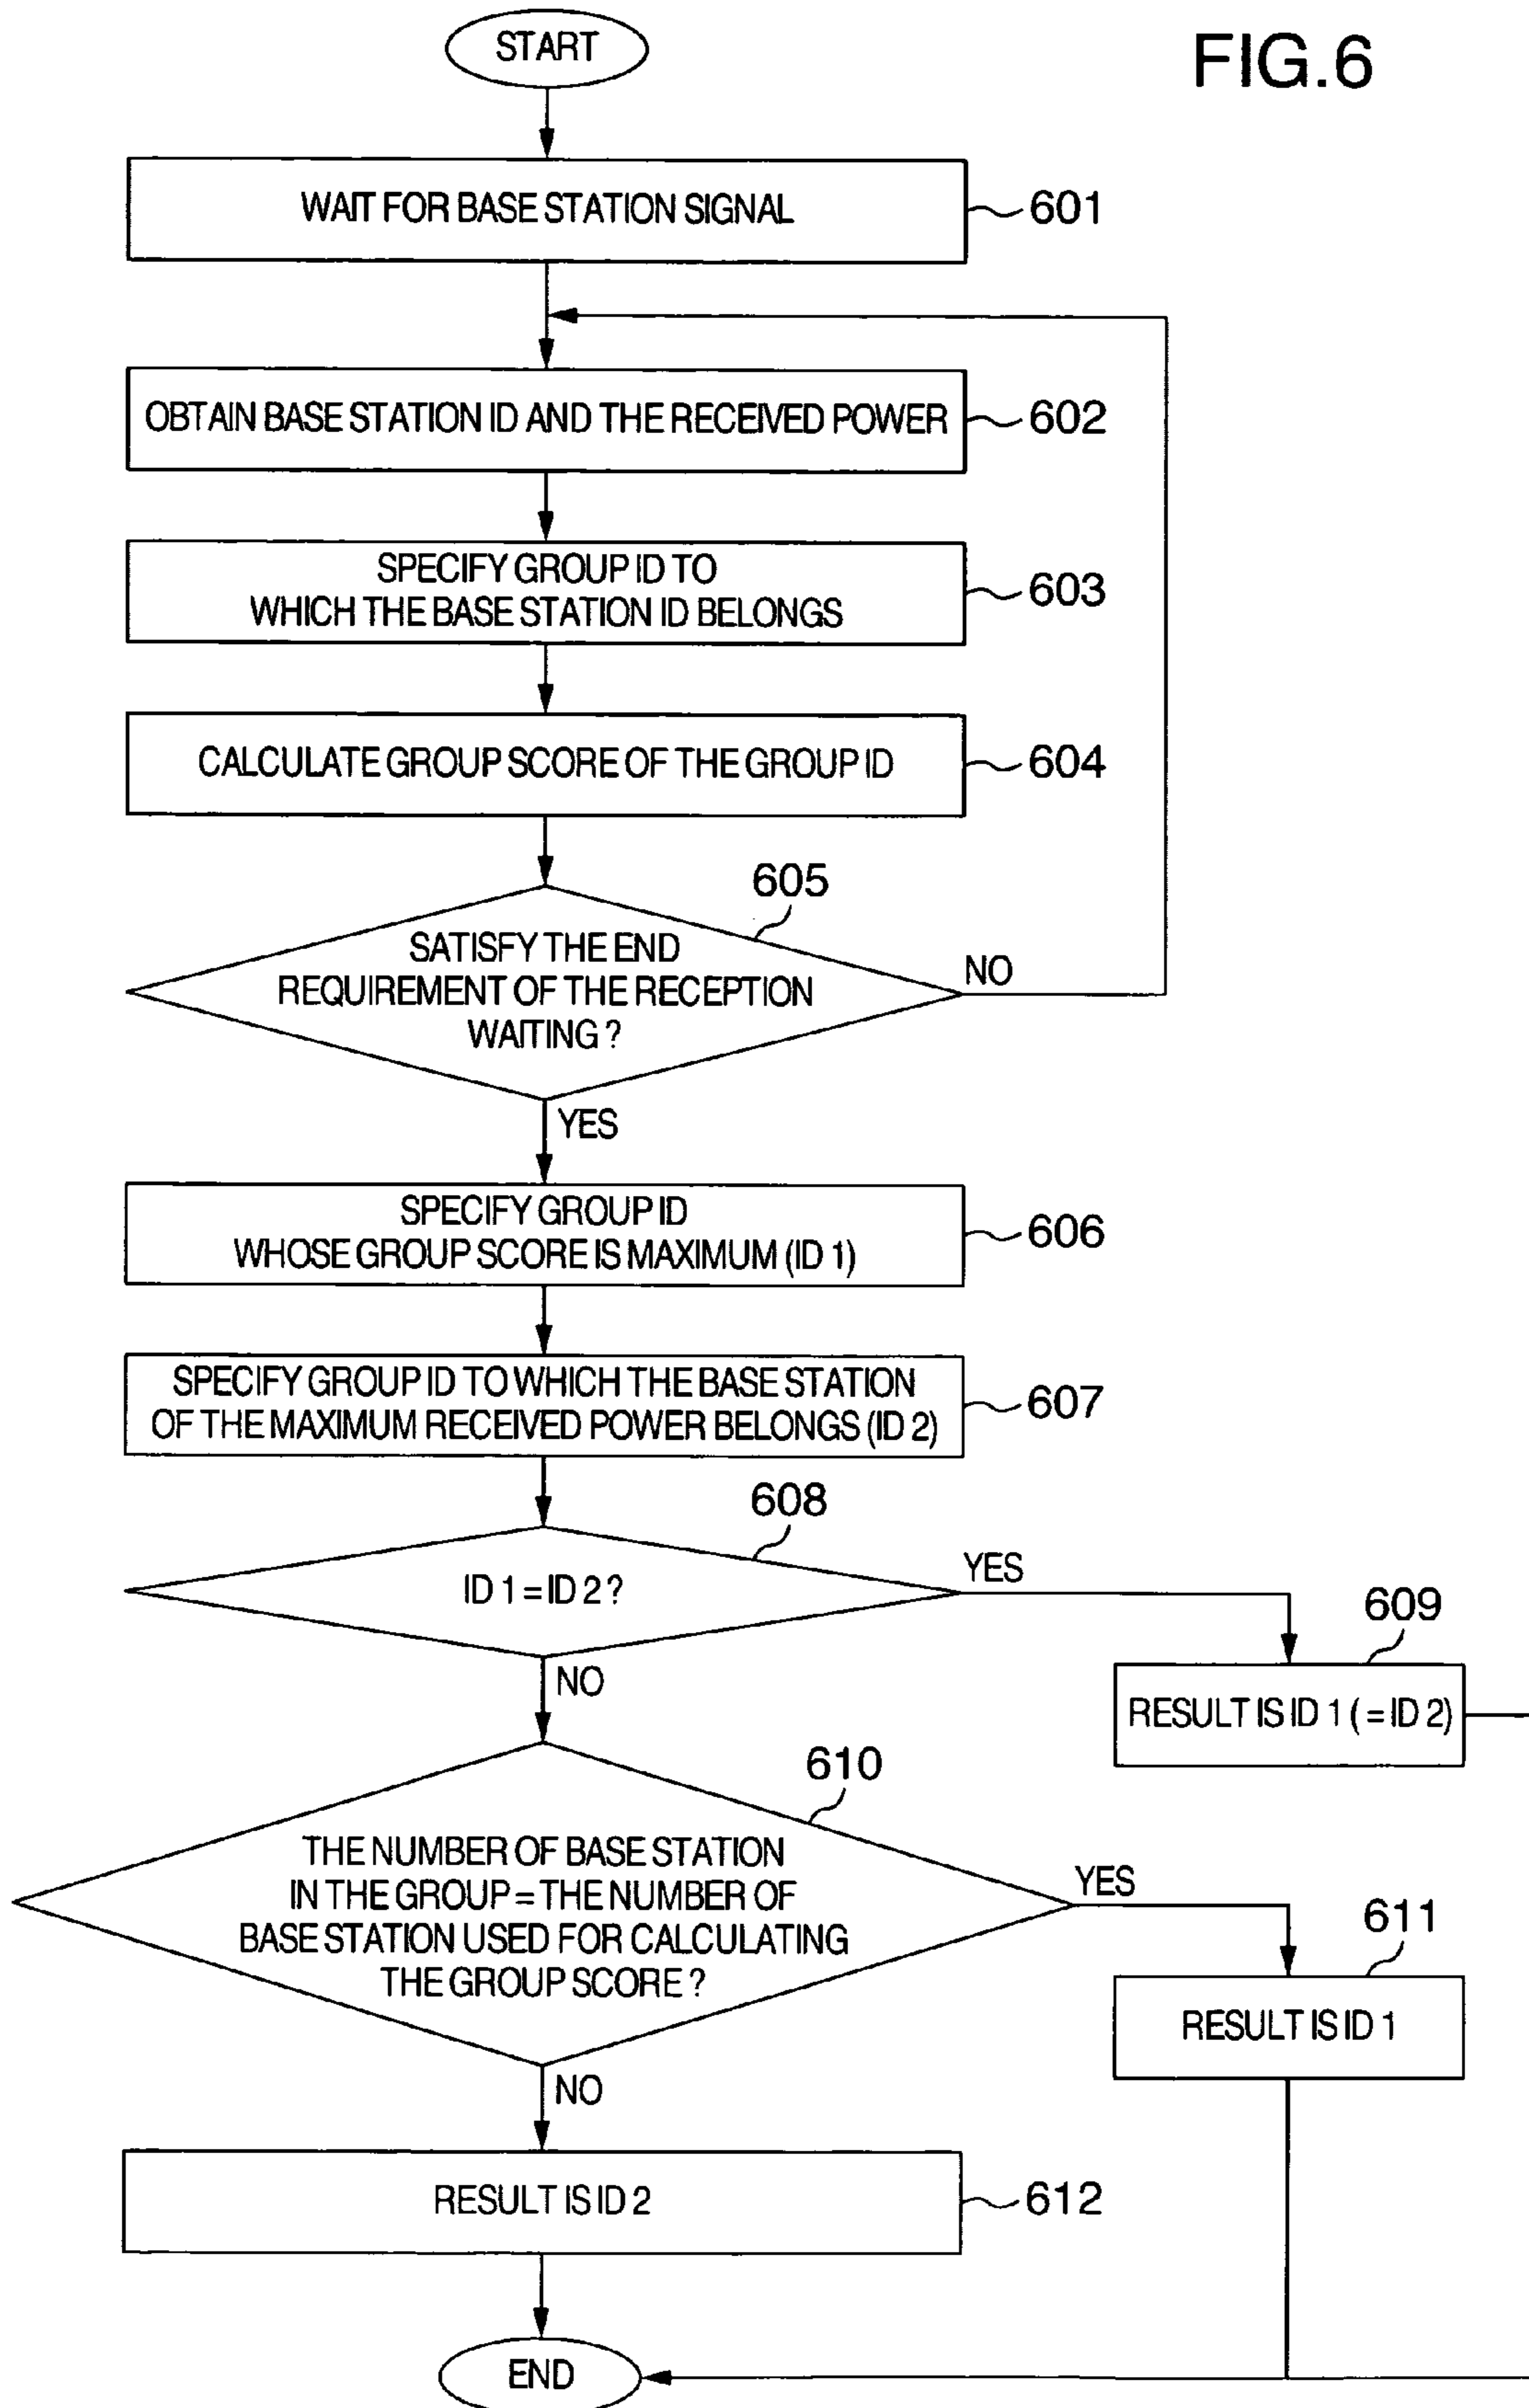 START
FIG.6
WAIT FOR BASE STATION SIGNAL
601
OBTAIN BASE STATION ID AND THE RECEIVED POWER
602
SPECIFY GROUP ID TO
WHICH THE BASE STATION ID BELONGS
603
CALCULATE GROUP SCORE OF THE GROUP ID
604
605
SATISFY THE END
REQUIREMENT OF THE RECEPTION
WAITING ?
NO
YES
SPECIFY GROUP ID
WHOSE GROUP SCORE IS MAXIMUM (ID 1)
606
SPECIFY GROUP ID TO WHICH THE BASE STATION
OF THE MAXIMUM RECEIVED POWER BELONGS (ID 2)
607
608
ID 1 = ID 2 ?
YES
609
RESULT IS ID 1 ( = ID 2)
NO
610
THE NUMBER OF BASE STATION
IN THE GROUP = THE NUMBER OF
BASE STATION USED FOR CALCULATING
THE GROUP SCORE ?
YES
611
RESULT IS ID 1
NO
RESULT IS ID 2
612
END